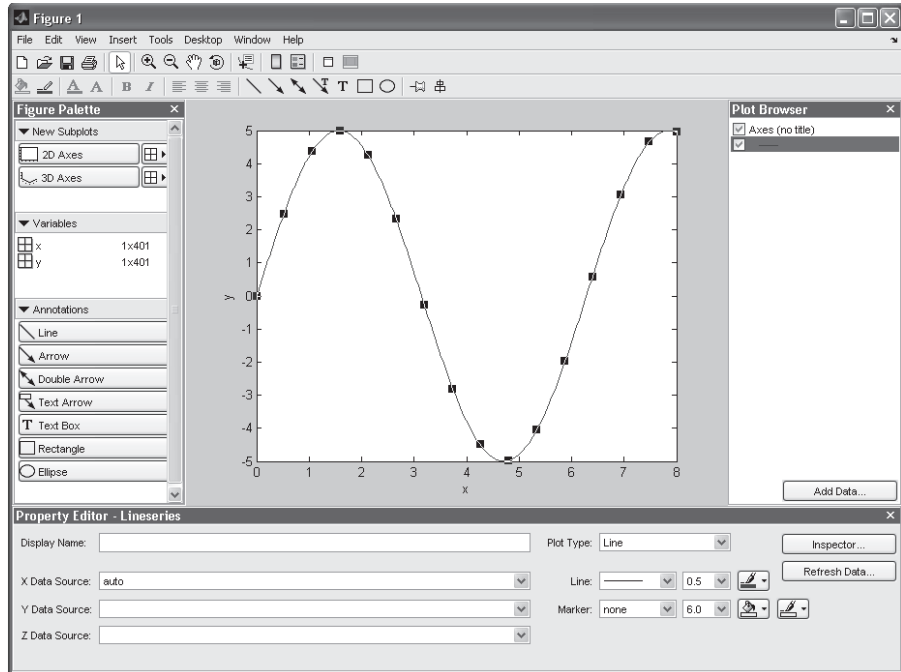 Figure 1
File Edit View Insert Tools Desktop Window Help
A A B I T T
Figure Palette
New Subplots
2D Axes
3D Axes
Variables
x 1x401
y 1x401
Annotations
Line
Arrow
Double Arrow
Text Arrow
T Text Box
Rectangle
Ellipse
5
4
3
2
1
0
-1
-2
-3
-4
-5
y
0 1 2 3 4 5 6 7 8
x
Plot Browser
Axes (no title)
Add Data...
Property Editor - Lineseries
Display Name:
Plot Type: Line
Inspector...
X Data Source: auto
Line: 0.5
Refresh Data...
Y Data Source:
Marker: none 6.0
Z Data Source: